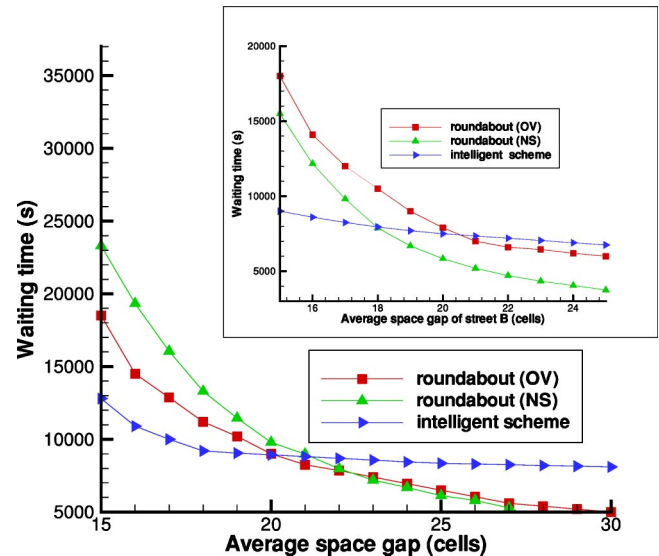 20000
15000
10000
5000
Waiting time (s)
roundabout (OV)
roundabout (NS)
intelligent scheme
16 18 20 22 24
Average space gap of street B (cells)
35000
30000
25000
20000
15000
10000
5000
Waiting time (s)
roundabout (OV)
roundabout (NS)
intelligent scheme
15 20 25 30
Average space gap (cells)